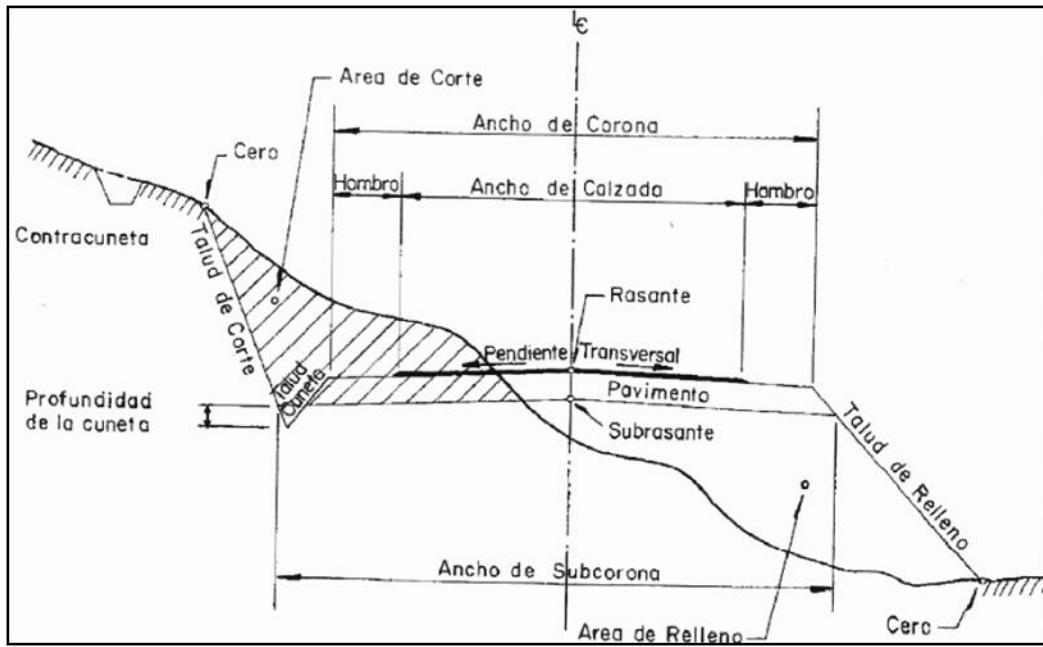 ℄
Area de Corte
Ancho de Corona
Cero
Hombro
Ancho de Calzada
Hombro
Contracuneta
Talud de Corte
Rasante
Pendiente Transversal
Talud
Cuneta
Pavimento
Profundidad
de la cuneta
Subrasante
Talud de Relleno
Ancho de Subcorona
Area de Relleno
Cero